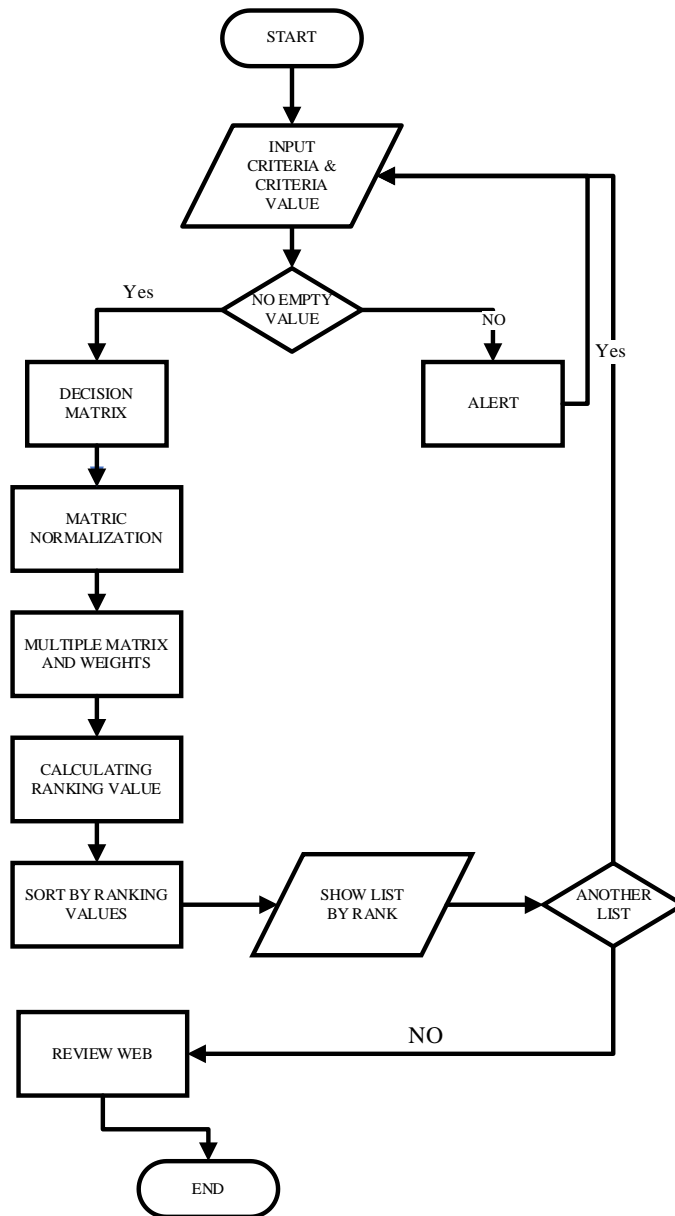 START
INPUT
CRITERIA &
CRITERIA
VALUE
Yes
NO EMPTY
VALUE
NO
Yes
DECISION
MATRIX
ALERT
MATRIC
NORMALIZATION
MULTIPLE MATRIX
AND WEIGHTS
CALCULATING
RANKING VALUE
SORT BY RANKING
VALUES
SHOW LIST
BY RANK
ANOTHER
LIST
NO
REVIEW WEB
END